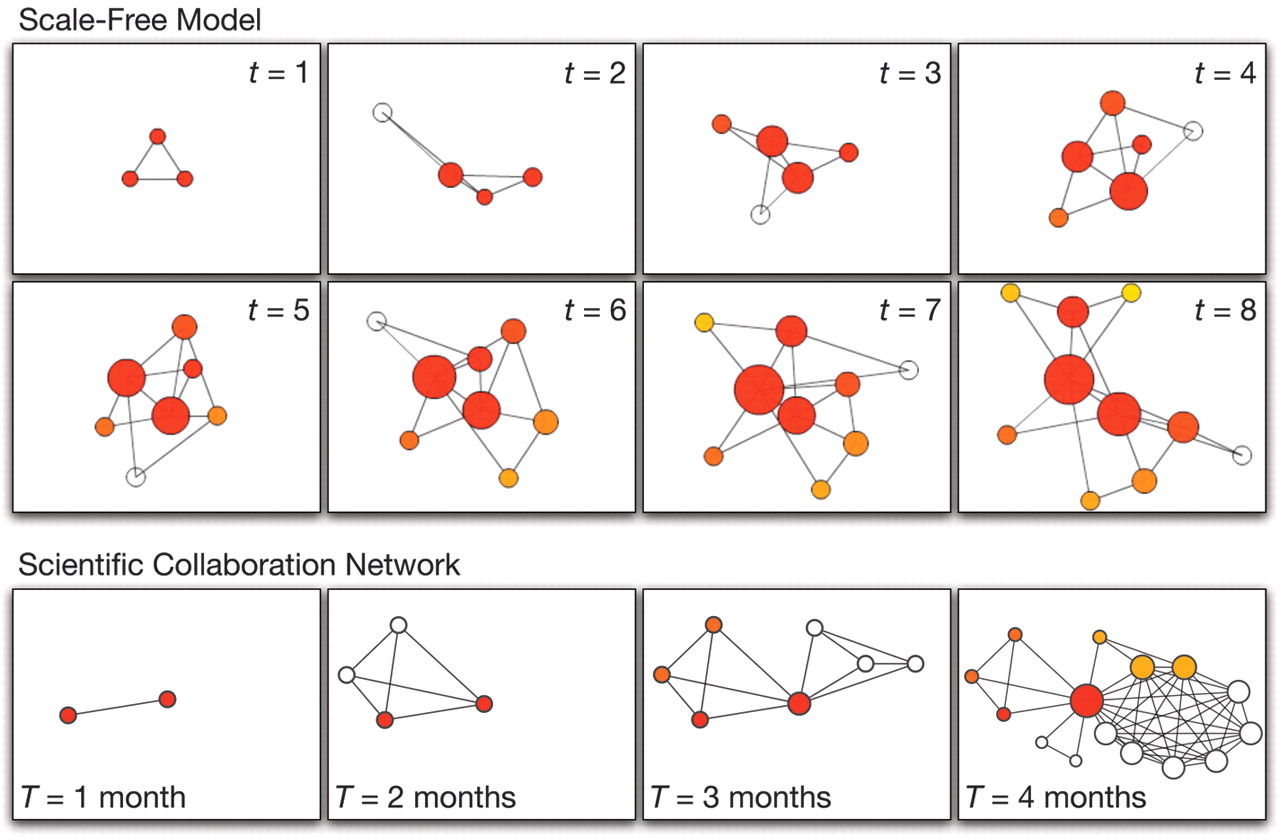 Scale-Free Model
t = 1
t = 2
t = 3
t = 4
t = 5
t = 6
t = 7
t = 8
Scientific Collaboration Network
T = 1 month
T = 2 months
T = 3 months
T = 4 months